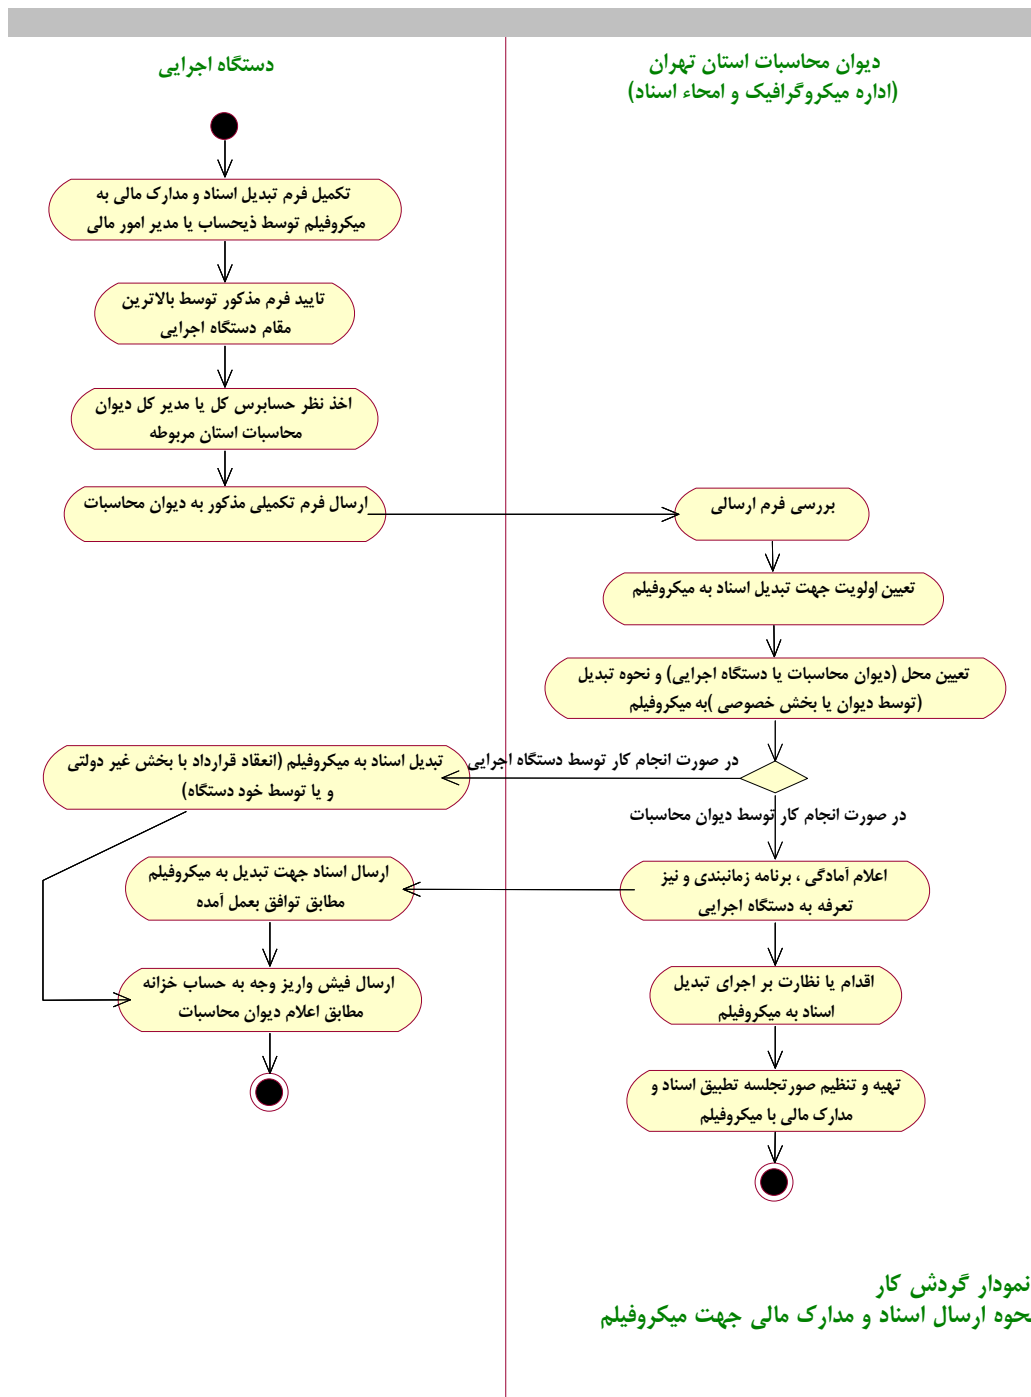 دستگاه اجرایی
دیوان محاسبات استان تهران
(اداره میکروگرافیک و امحاء اسناد)
تکمیل فرم تبدیل اسناد و مدارک مالی به
میکروفیلم توسط ذیحساب یا مدیر امور مالی
تایید فرم مذکور توسط بالاترین
مقام دستگاه اجرایی
اخذ نظر حسابرس کل یا مدیر کل دیوان
محاسبات استان مربوطه
ارسال فرم تکمیلی مذکور به دیوان محاسبات
بررسی فرم ارسالی
تعیین اولویت جهت تبدیل اسناد به میکروفیلم
تعیین محل (دیوان محاسبات یا دستگاه اجرایی) و نحوه تبدیل
(توسط دیوان یا بخش خصوصی )به میکروفیلم
در صورت انجام کار توسط دستگاه اجرایی
تبدیل اسناد به میکروفیلم (انعقاد قرارداد با بخش غیر دولتی
و یا توسط خود دستگاه)
در صورت انجام کار توسط دیوان محاسبات
اعلام آمادگی ، برنامه زمانبندی و نیز
تعرفه به دستگاه اجرایی
ارسال اسناد جهت تبدیل به میکروفیلم
مطابق توافق بعمل آمده
ارسال فیش واریز وجه به حساب خزانه
مطابق اعلام دیوان محاسبات
اقدام یا نظارت بر اجرای تبدیل
اسناد به میکروفیلم
تهیه و تنظیم صورتجلسه تطبیق اسناد و
مدارک مالی با میکروفیلم
نمودار گردش کار
نحوه ارسال اسناد و مدارک مالی جهت میکروفیلم